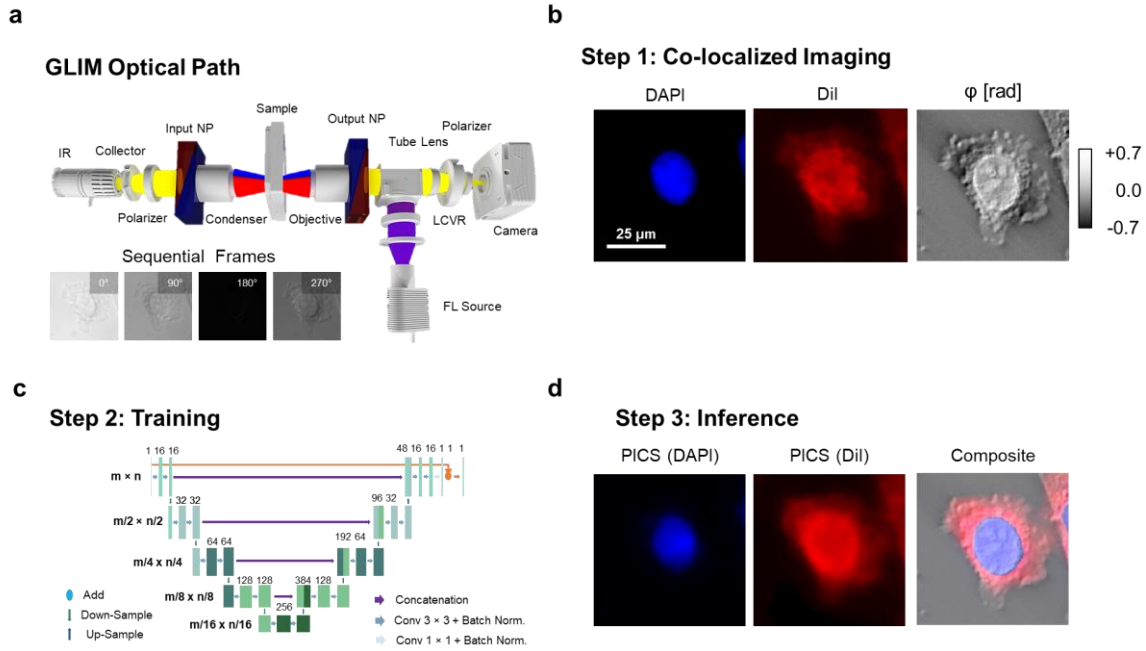 a
GLIM Optical Path
Sample
Input NP
Output NP
Polarizer
Tube Lens
IR
Collector
Polarizer
Condenser
Objective
LCVR
Camera
Sequential Frames
0°
90°
180°
270°
FL Source
b
Step 1: Co-localized Imaging
DAPI
DiI
φ [rad]
25 µm
+0.7
0.0
-0.7
c
Step 2: Training
1 16 16
48 16 16 1 1 1
m × n
32 32
96 32
m/2 × n/2
64 64
192 64
m/4 x n/4
128 128
384 128
m/8 x n/8
256
m/16 x n/16
Add
Down-Sample
Up-Sample
Concatenation
Conv 3 × 3 + Batch Norm.
Conv 1 × 1 + Batch Norm.
d
Step 3: Inference
PICS (DAPI)
PICS (DiI)
Composite